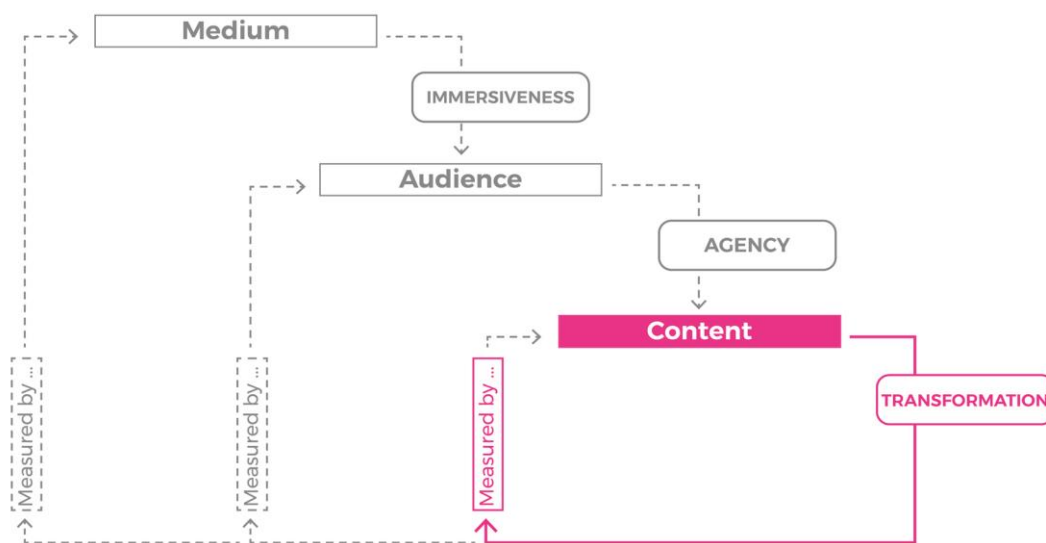 Medium
IMMERSIVENESS
Audience
AGENCY
Content
TRANSFORMATION
Measured by ...
Measured by ...
Measured by ...